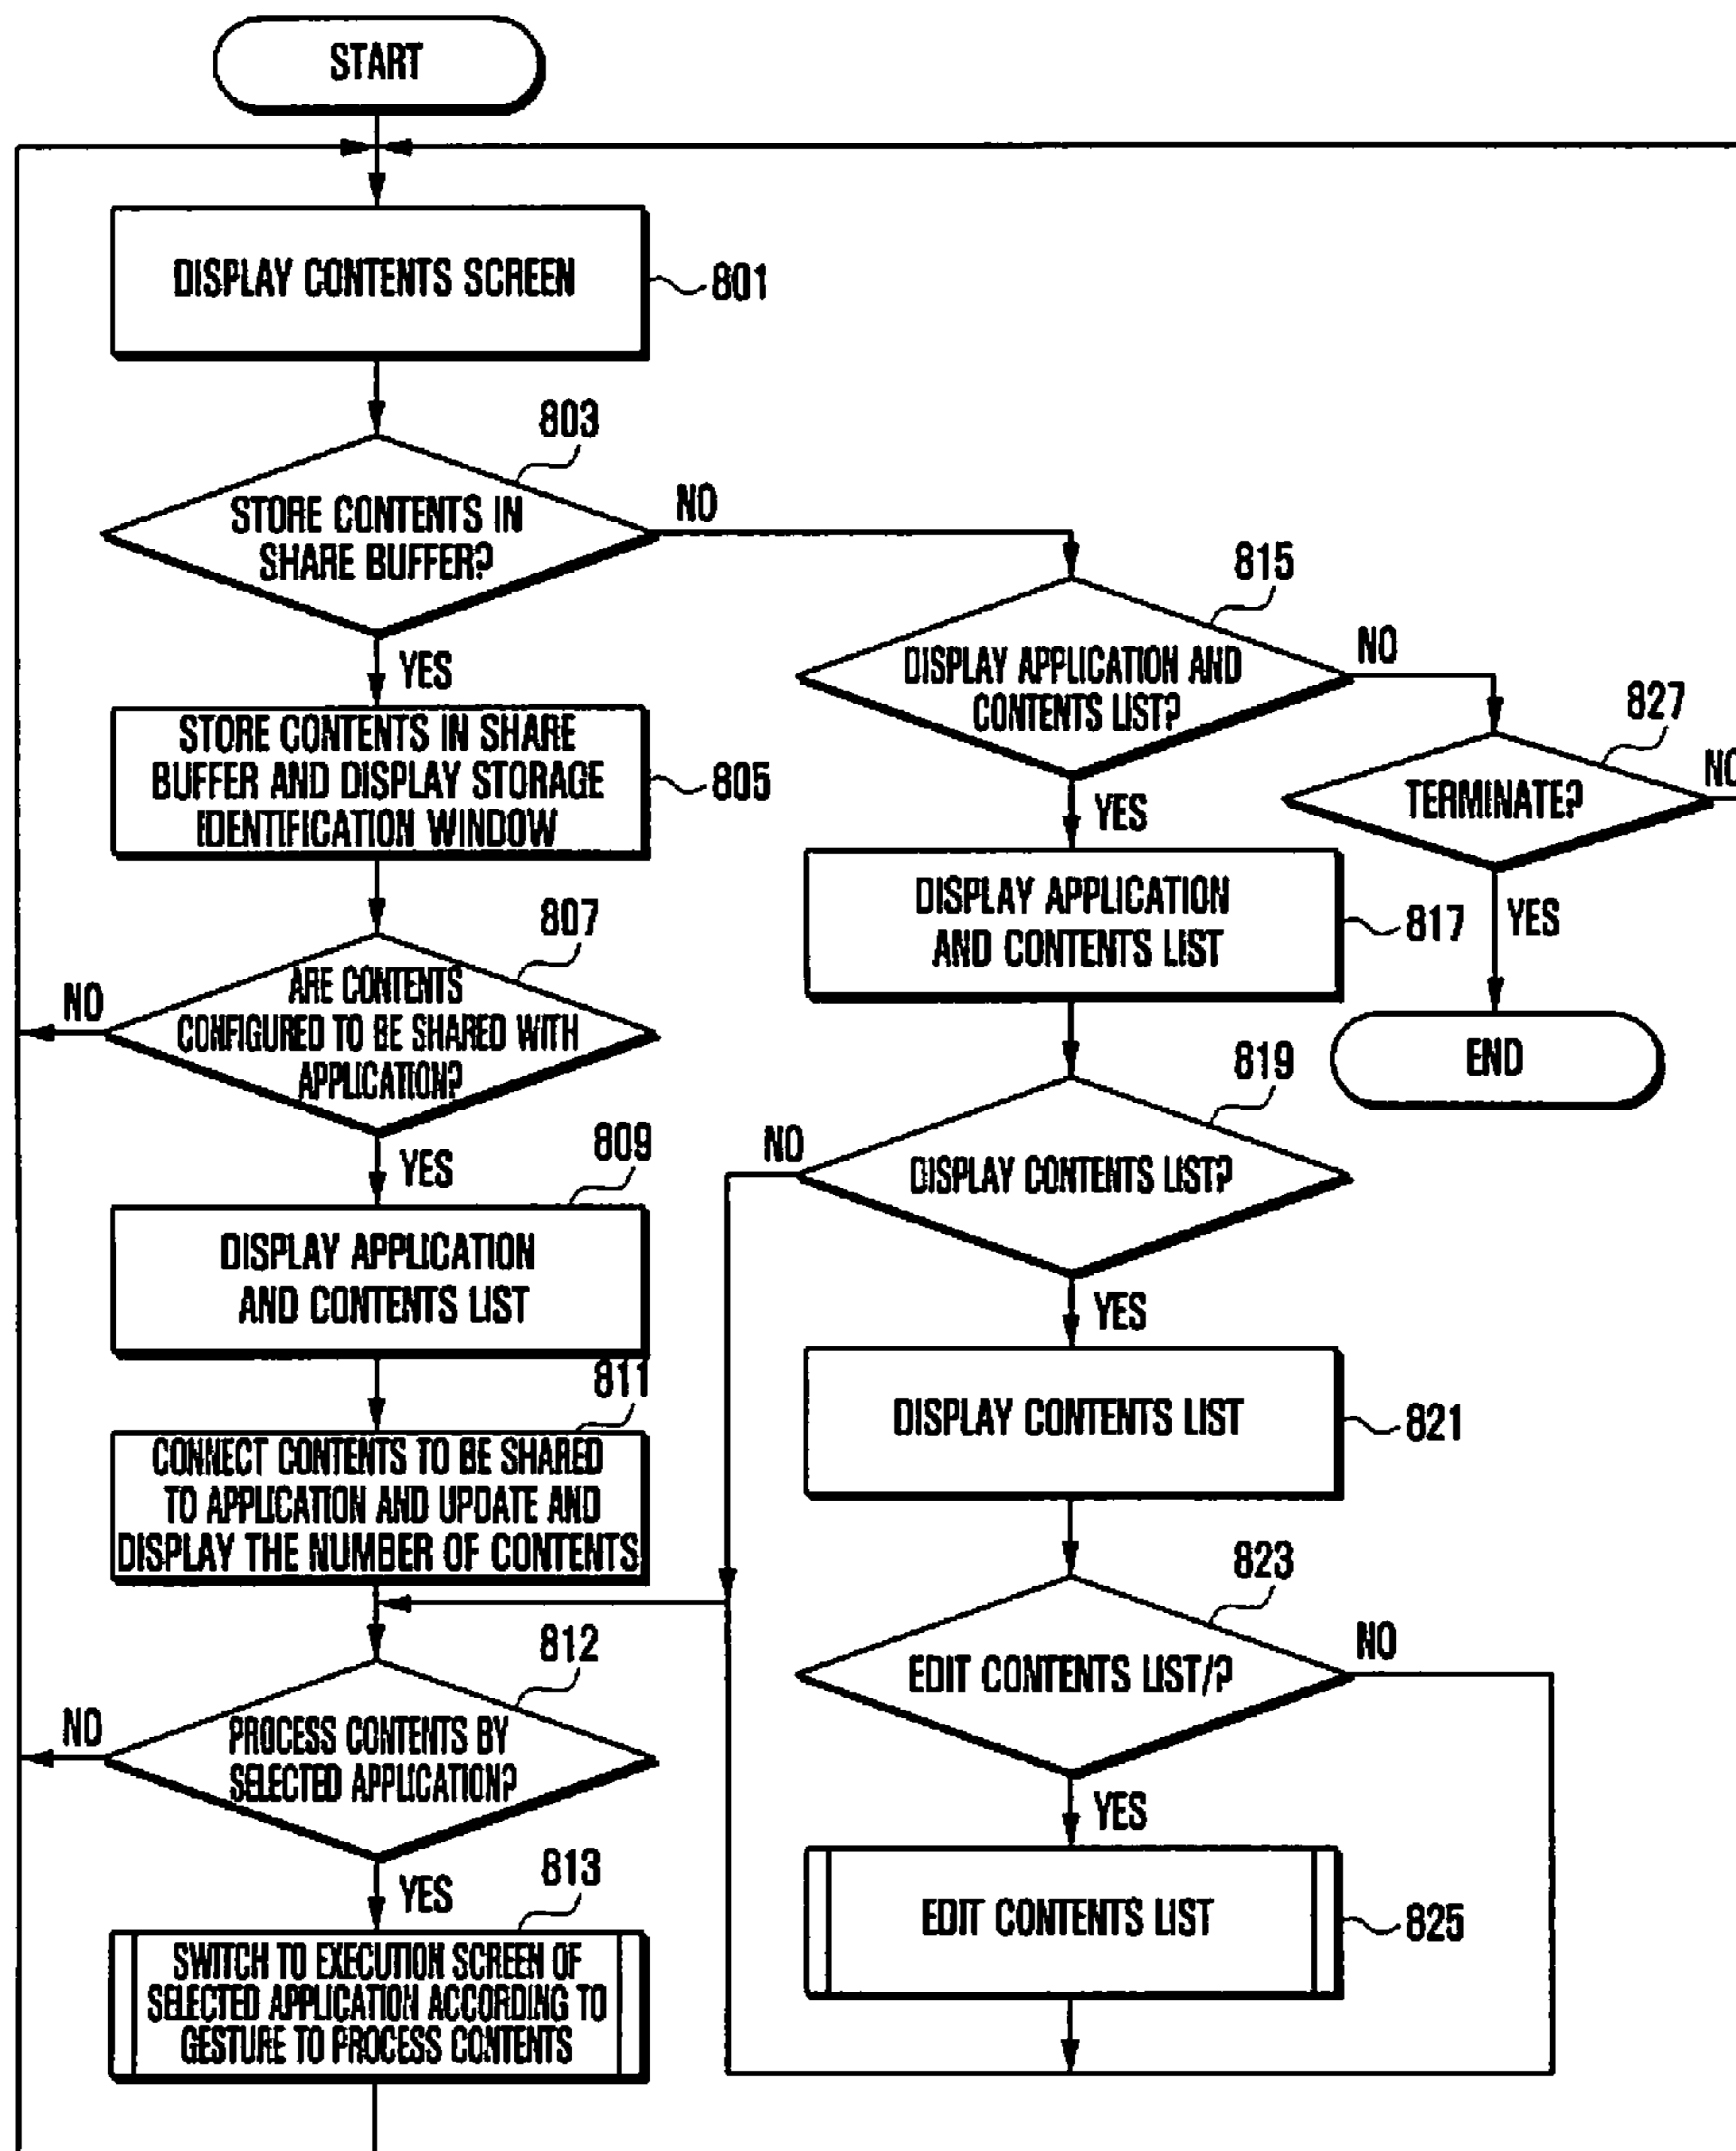 START
DISPLAY CONTENTS SCREEN
801
803
STORE CONTENTS IN
SHARE BUFFER?
NO
YES
STORE CONTENTS IN SHARE
BUFFER AND DISPLAY STORAGE
IDENTIFICATION WINDOW
805
807
ARE CONTENTS
CONFIGURED TO BE SHARED WITH
APPLICATION?
NO
YES
809
DISPLAY APPLICATION
AND CONTENTS LIST
811
CONNECT CONTENTS TO BE SHARED
TO APPLICATION AND UPDATE AND
DISPLAY THE NUMBER OF CONTENTS
812
PROCESS CONTENTS BY
SELECTED APPLICATION?
NO
YES
813
SWITCH TO EXECUTION SCREEN OF
SELECTED APPLICATION ACCORDING TO
GESTURE TO PROCESS CONTENTS
815
DISPLAY APPLICATION AND
CONTENTS LIST?
NO
YES
DISPLAY APPLICATION
AND CONTENTS LIST
817
819
DISPLAY CONTENTS LIST?
NO
YES
DISPLAY CONTENTS LIST
821
823
EDIT CONTENTS LIST/?
NO
YES
EDIT CONTENTS LIST
825
827
TERMINATE?
NO
YES
END